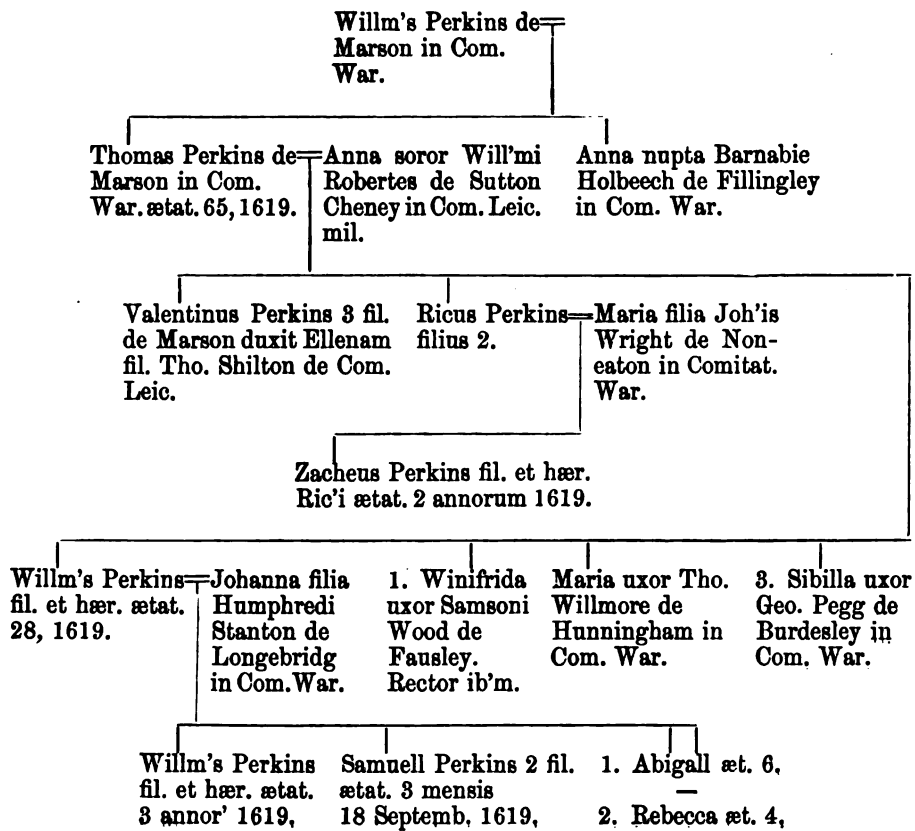 Willm's Perkins de
Marson in Com.
War.
Thomas Perkins de
Marson in Com.
War. ætat. 65, 1619.
Anna soror Will'mi
Robertes de Sutton
Cheney in Com. Leic.
mil.
Anna nupta Barnabie
Holbeech de Fillingley
in Com. War.
Valentinus Perkins 3 fil.
de Marson duxit Ellenam
fil. Tho. Shilton de Com.
Leic.
Ricus Perkins
filius 2.
Maria filia Joh'is
Wright de Non-
eaton in Comitat.
War.
Zacheus Perkins fil. et hær.
Ric'i ætat. 2 annorum 1619.
Willm's Perkins
fil. et hær. ætat.
28, 1619.
Johanna filia
Humphredi
Stanton de
Longebridg
in Com. War.
1. Winifrida
uxor Samsoni
Wood de
Fausley.
Rector ib'm.
Maria uxor Tho.
Willmore de
Hunningham in
Com. War.
3. Sibilla uxor
Geo. Pegg de
Burdesley in
Com. War.
Willm's Perkins
fil. et hær. ætat.
3 annor' 1619,
Samuell Perkins 2 fil.
ætat. 3 mensis
18 Septemb, 1619,
1. Abigall æt. 6,
—
2. Rebecca æt. 4,